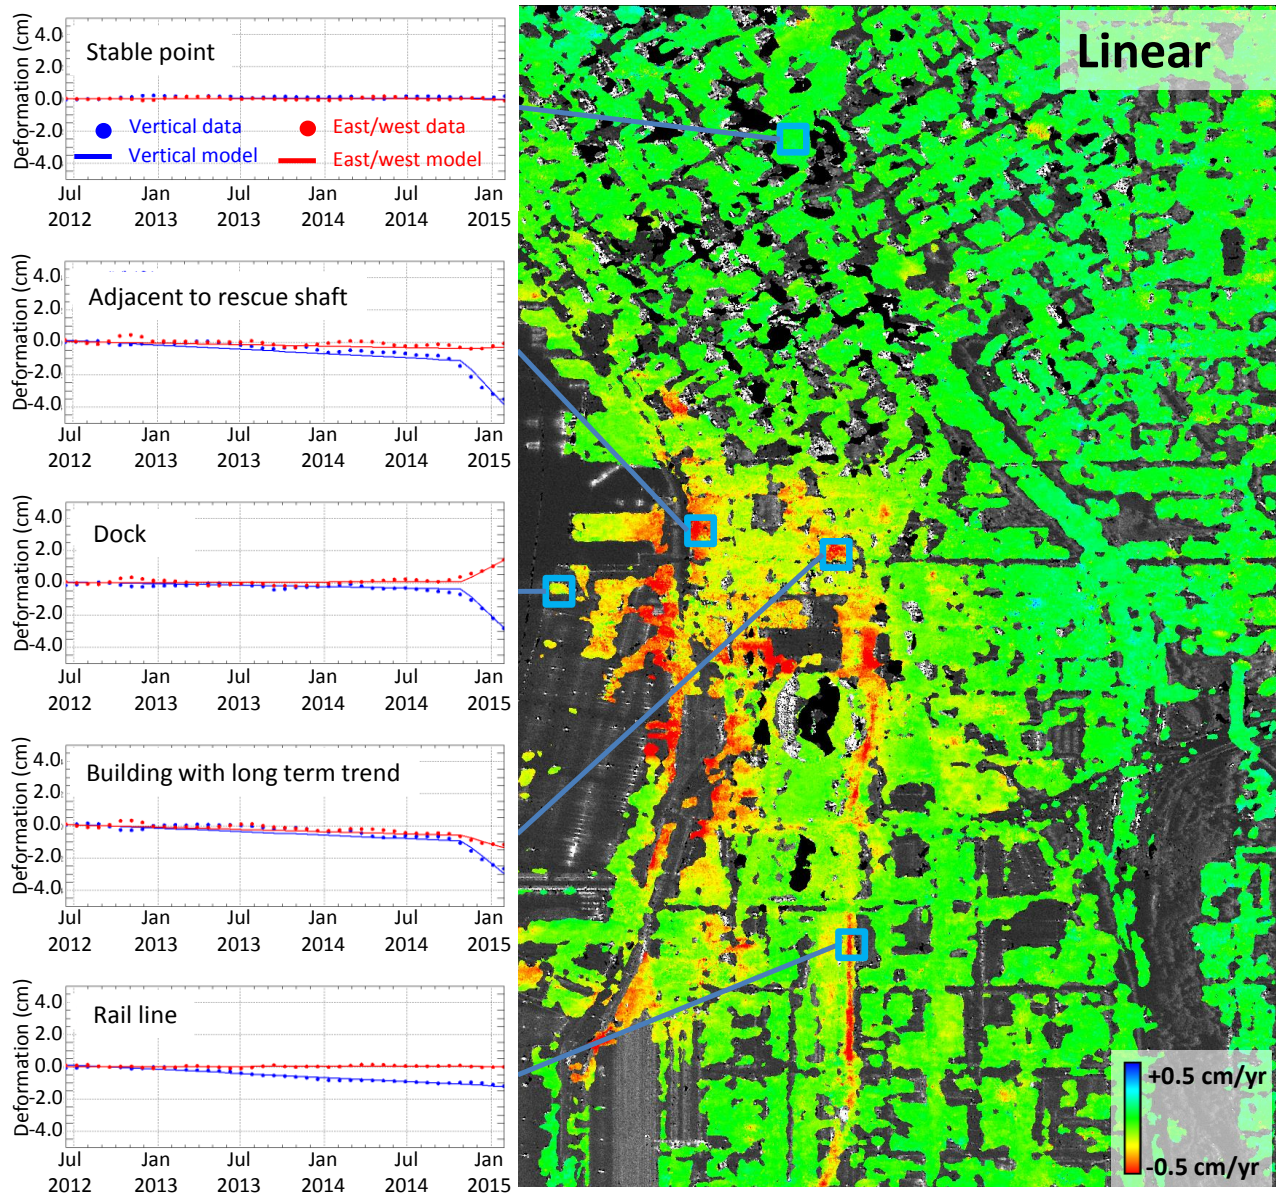 Linear
Deformation (cm)
4.0
2.0
0.0
-2.0
-4.0
Stable point
Vertical data
East/west data
Vertical model
East/west model
Jul Jan Jul Jan Jul Jan
2012 2013 2013 2014 2014 2015
Deformation (cm)
4.0
2.0
0.0
-2.0
-4.0
Adjacent to rescue shaft
Jul Jan Jul Jan Jul Jan
2012 2013 2013 2014 2014 2015
Deformation (cm)
4.0
2.0
0.0
-2.0
-4.0
Dock
Jul Jan Jul Jan Jul Jan
2012 2013 2013 2014 2014 2015
Deformation (cm)
4.0
2.0
0.0
-2.0
-4.0
Building with long term trend
Jul Jan Jul Jan Jul Jan
2012 2013 2013 2014 2014 2015
Deformation (cm)
4.0
2.0
0.0
-2.0
-4.0
Rail line
Jul Jan Jul Jan Jul Jan
2012 2013 2013 2014 2014 2015
+0.5 cm/yr
-0.5 cm/yr